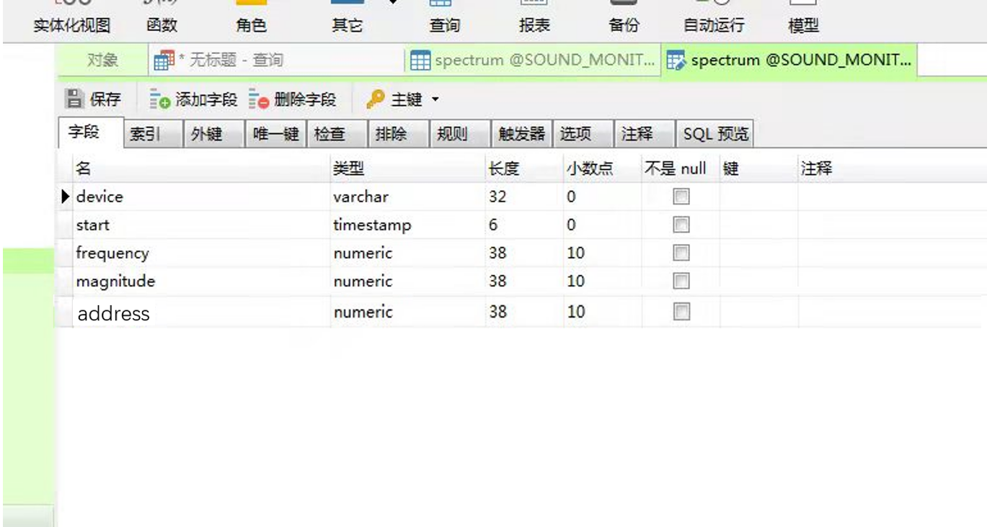 实体化视图 函数 角色 其它 查询 报表 备份 自动运行 模型
对象 * 无标题 - 查询 spectrum @SOUND_MONIT... spectrum @SOUND_MONIT...
保存 添加字段 删除字段 主键
字段 索引 外键 唯一键 检查 排除 规则 触发器 选项 注释 SQL 预览
名 类型 长度 小数点 不是 null 键 注释
device varchar 32 0
start timestamp 6 0
frequency numeric 38 10
magnitude numeric 38 10
address numeric 38 10